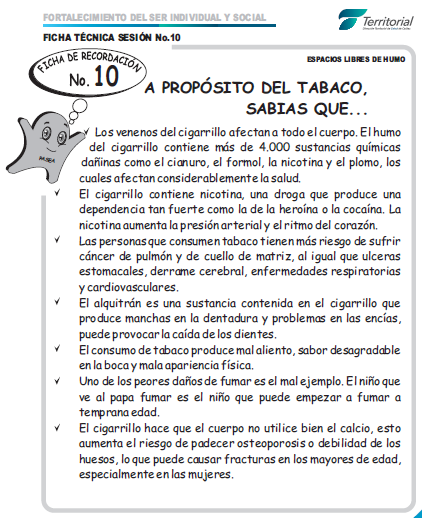 FORTALECIMIENTO DEL SER INDIVIDUAL Y SOCIAL
Territorial
FICHA TÉCNICA SESIÓN No.10
ESPACIOS LIBRES DE HUMO
FICHA DE RECORDACIÓN
No. 10
A PROPÓSITO DEL TABACO,
SABIAS QUE...
Los venenos del cigarrillo afectan a todo el cuerpo. El humo
del cigarrillo contiene más de 4.000 sustancias químicas
dañinas como el cianuro, el formol, la nicotina y el plomo, los
cuales afectan considerablemente la salud.
El cigarrillo contiene nicotina, una droga que produce una
dependencia tan fuerte como la de la heroína o la cocaína. La
nicotina aumenta la presión arterial y el ritmo del corazón.
Las personas que consumen tabaco tienen más riesgo de sufrir
cáncer de pulmón y de cuello de matriz, al igual que ulceras
estomacales, derrame cerebral, enfermedades respiratorias
y cardiovasculares.
El alquitrán es una sustancia contenida en el cigarrillo que
produce manchas en la dentadura y problemas en las encías,
puede provocar la caída de los dientes.
El consumo de tabaco produce mal aliento, sabor desagradable
en la boca y mala apariencia física.
Uno de los peores daños de fumar es el mal ejemplo. El niño que
ve al papa fumar es el niño que puede empezar a fumar a
temprana edad.
El cigarrillo hace que el cuerpo no utilice bien el calcio, esto
aumenta el riesgo de padecer osteoporosis o debilidad de los
huesos, lo que puede causar fracturas en los mayores de edad,
especialmente en las mujeres.